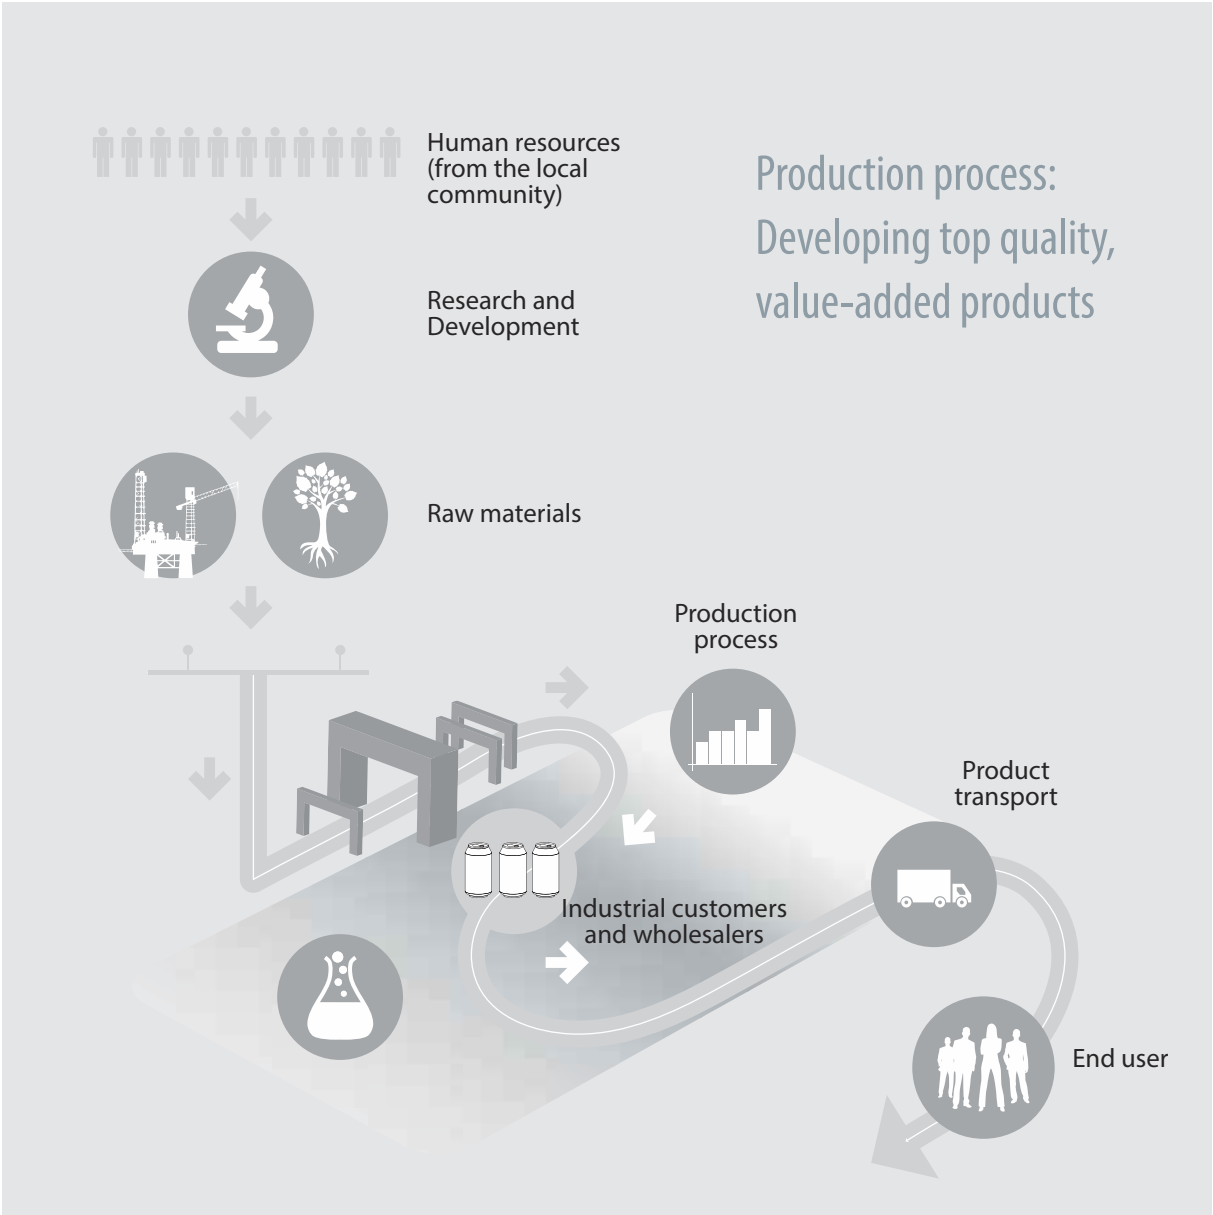 Human resources
(from the local
community)
Production process:
Developing top quality,
value-added products
Research and
Development
Raw materials
Production
process
Product
transport
Industrial customers
and wholesalers
End user